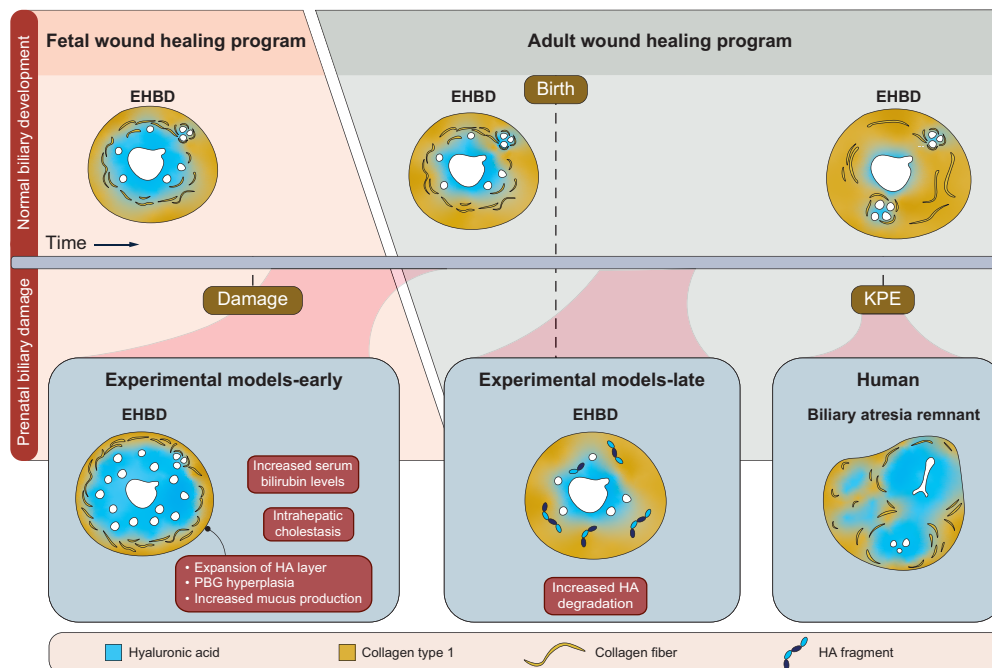 Fetal wound healing program
Adult wound healing program
Normal biliary development
EHBD
EHBD
Birth
EHBD
Time
Prenatal biliary damage
Damage
KPE
Experimental models-early
EHBD
Increased serum
bilirubin levels
Intrahepatic
cholestasis
• Expansion of HA layer
• PBG hyperplasia
• Increased mucus production
Experimental models-late
EHBD
Increased HA
degradation
Human
Biliary atresia remnant
Hyaluronic acid
Collagen type 1
Collagen fiber
HA fragment